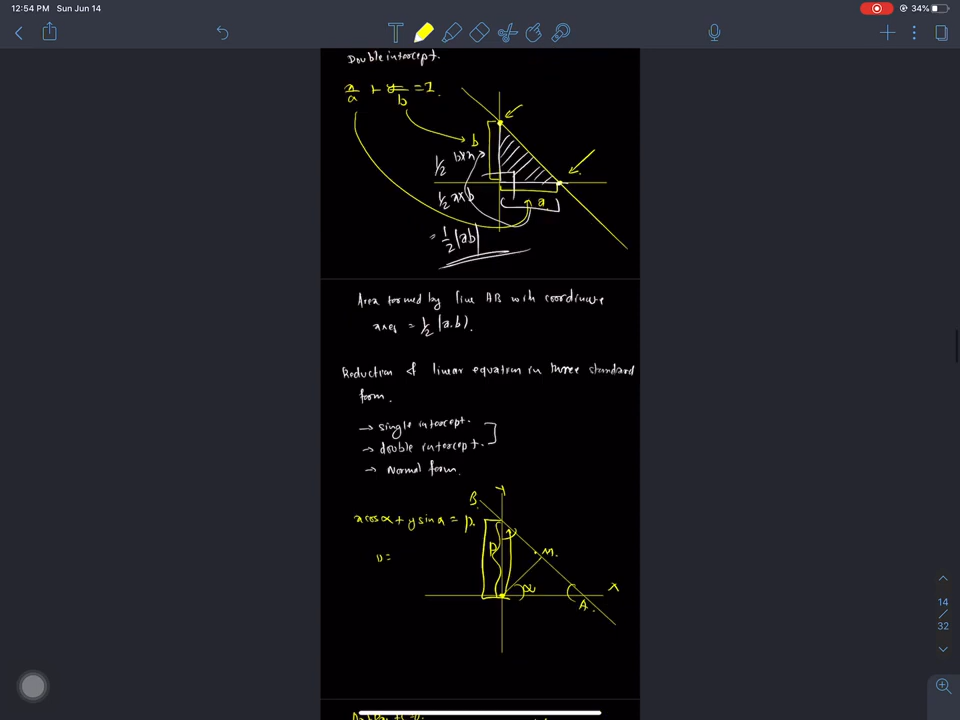 12:54 PM Sun Jun 14
34%
Double intercept.
x/a + y/b = 1.
b
1/2 b×h
1/2 a×b
a
= 1/2 |ab|
Area formed by line AB with coordinate
axes = 1/2 |a.b|.
Reduction of linear equation in three standard
form.
→ single intercept.
→ double intercept.
→ Normal form.
B Y
x cos α + y sin α = p.
p M.
α X
A.
14
/
32